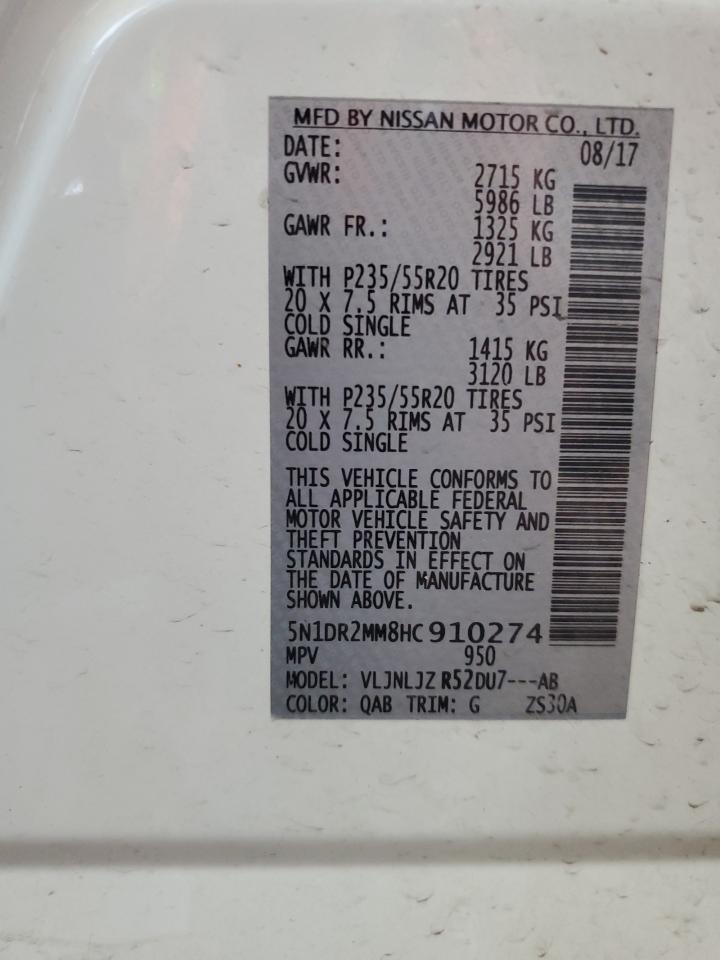 MFD BY NISSAN MOTOR CO., LTD.
DATE: 08/17
GVWR: 2715 KG
5986 LB
GAWR FR.: 1325 KG
2921 LB
WITH P235/55R20 TIRES
20 X 7.5 RIMS AT 35 PSI
COLD SINGLE
GAWR RR.: 1415 KG
3120 LB
WITH P235/55R20 TIRES
20 X 7.5 RIMS AT 35 PSI
COLD SINGLE
THIS VEHICLE CONFORMS TO
ALL APPLICABLE FEDERAL
MOTOR VEHICLE SAFETY AND
THEFT PREVENTION
STANDARDS IN EFFECT ON
THE DATE OF MANUFACTURE
SHOWN ABOVE.
5N1DR2MM8HC910274
MPV 950
MODEL: VLJNLJZ R52DU7---AB
COLOR: QAB TRIM: G ZS30A